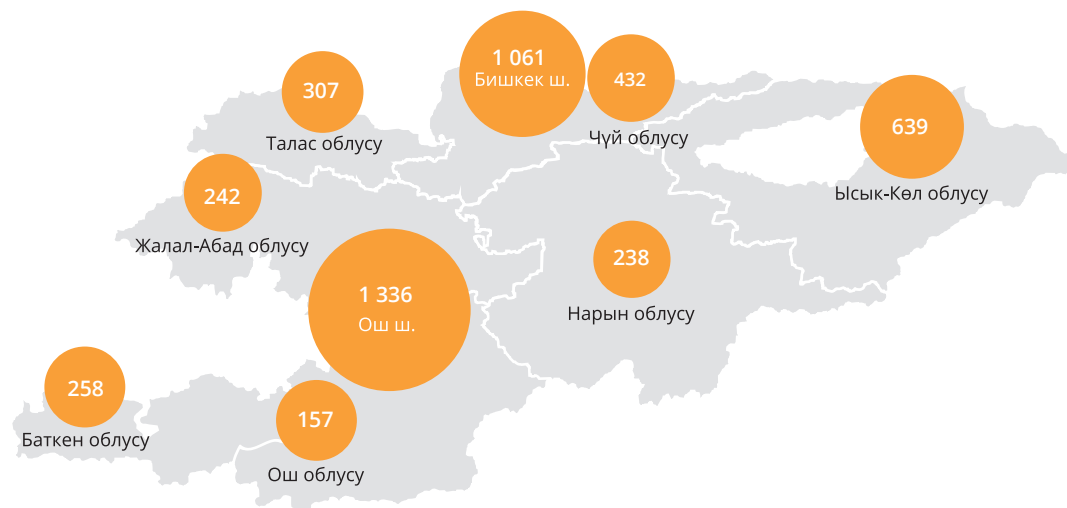 1 061
Бишкек ш.
432
Чүй облусу
307
Талас облусу
639
Ысык-Көл облусу
242
Жалал-Абад облусу
238
Нарын облусу
1 336
Ош ш.
258
Баткен облусу
157
Ош облусу